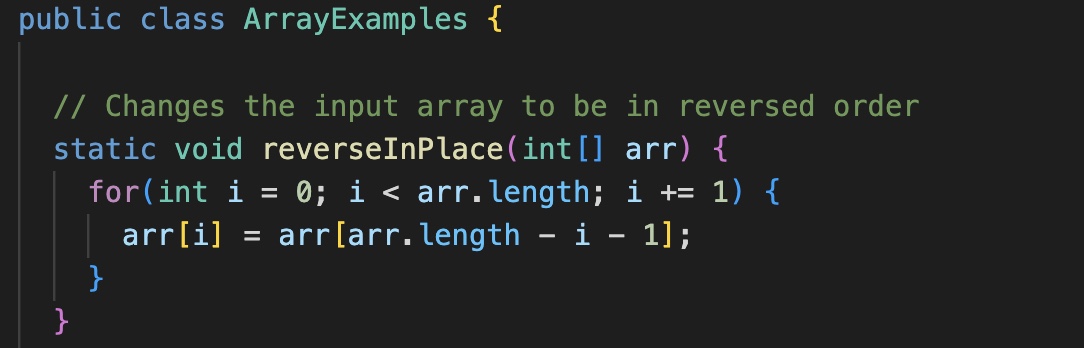 public class ArrayExamples {
// Changes the input array to be in reversed order
static void reverseInPlace(int[] arr) {
for(int i = 0; i < arr.length; i += 1) {
arr[i] = arr[arr.length - i - 1];
}
}